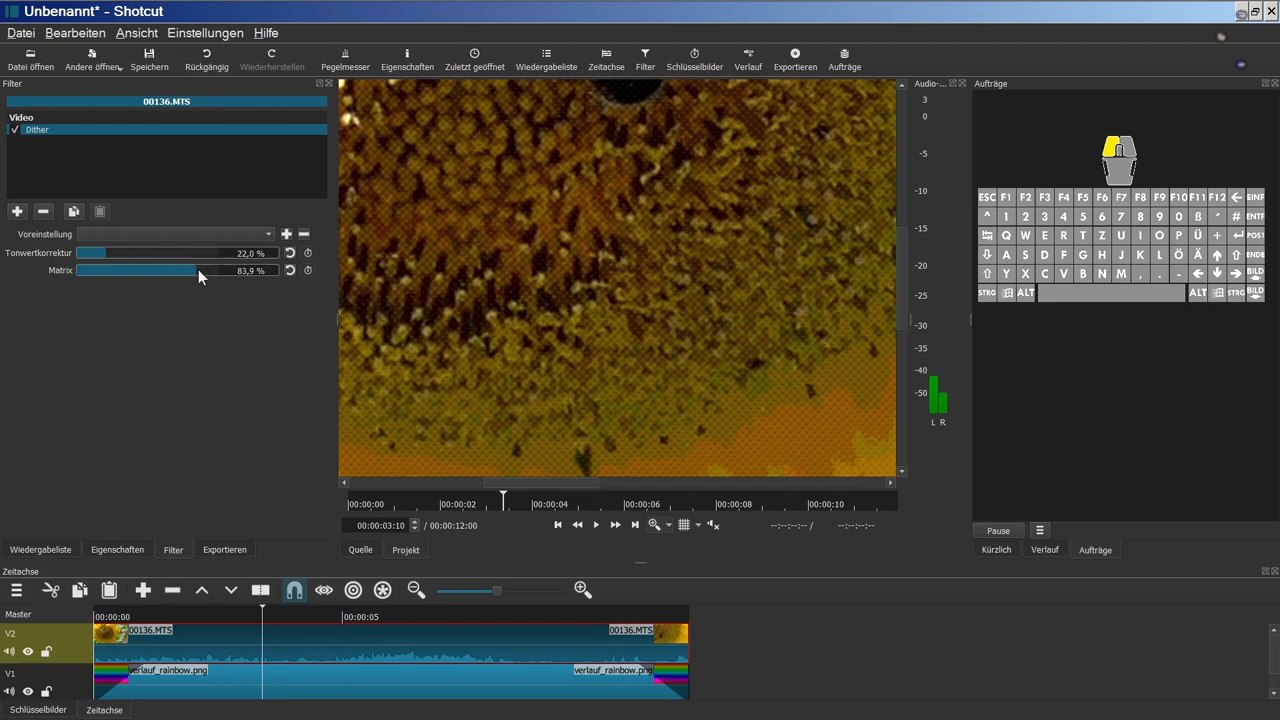 Unbenannt* - Shotcut
Datei Bearbeiten Ansicht Einstellungen Hilfe
Datei öffnen Andere öffnen Speichern Rückgängig Wiederherstellen Pegelmesser Eigenschaften Zuletzt geöffnet Wiedergabeliste Zeitachse Filter Schlüsselbilder Verlauf Exportieren Aufträge
Filter
00136.MTS
Video
Dither
Voreinstellung
Tonwertkorrektur 22,0 %
Matrix 83,9 %
Audio-...
3
0
-5
-10
-15
-20
-25
-30
-35
-40
-50
L R
Aufträge
ESC F1 F2 F3 F4 F5 F6 F7 F8 F9 F10 F11 F12 EINF
^ 1 2 3 4 5 6 7 8 9 0 ß ´ # ENTF
Q W E R T Z U I O P Ü + POS1
A S D F G H J K L Ö Ä ENDE
Y X C V B N M , . - BILD
STRG ALT ALT STRG BILD
00:00:00 00:00:02 00:00:04 00:00:06 00:00:08 00:00:10
00:00:03:10 / 00:00:12:00 --:--:--:-- / --:--:--:--
Pause
Wiedergabeliste Eigenschaften Filter Exportieren Quelle Projekt Kürzlich Verlauf Aufträge
Zeitachse
Master 00:00:00 00:00:05
V2 00136.MTS 00136.MTS
V1 verlauf_rainbow.png verlauf_rainbow.png
Schlüsselbilder Zeitachse